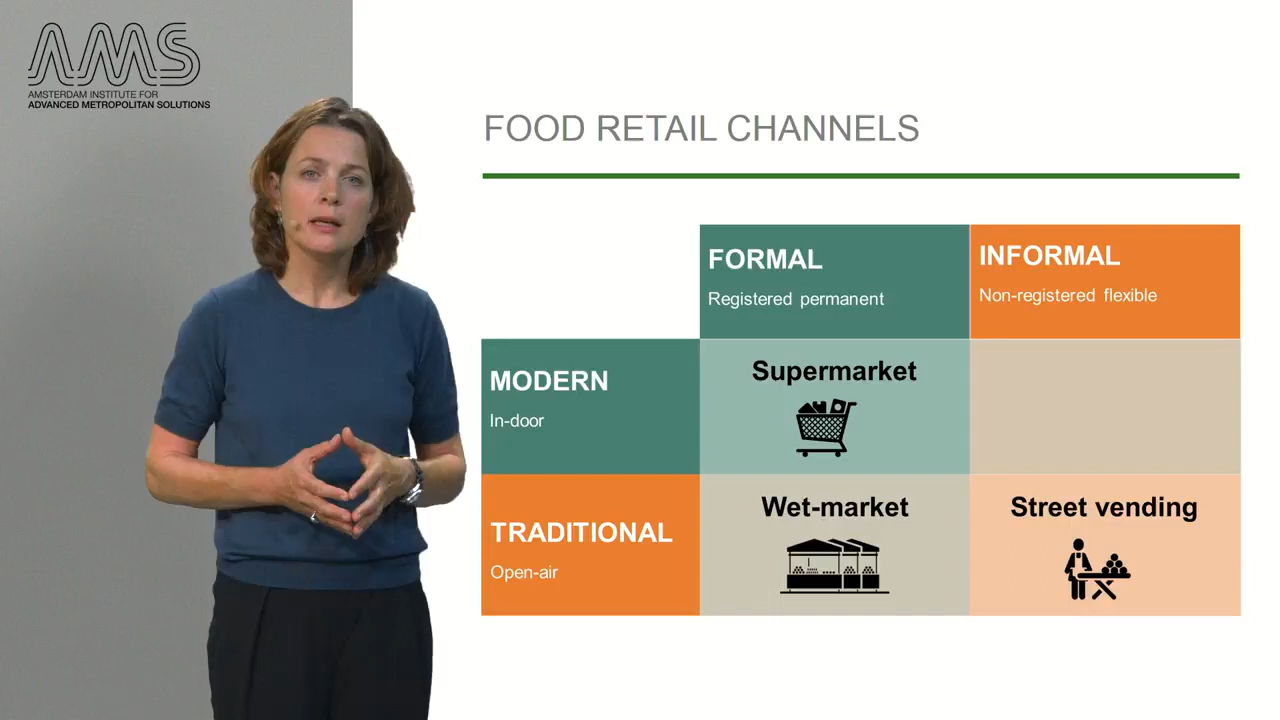 AMS
AMSTERDAM INSTITUTE FOR
ADVANCED METROPOLITAN SOLUTIONS
FOOD RETAIL CHANNELS
FORMAL
Registered permanent
INFORMAL
Non-registered flexible
MODERN
In-door
Supermarket
TRADITIONAL
Open-air
Wet-market
Street vending